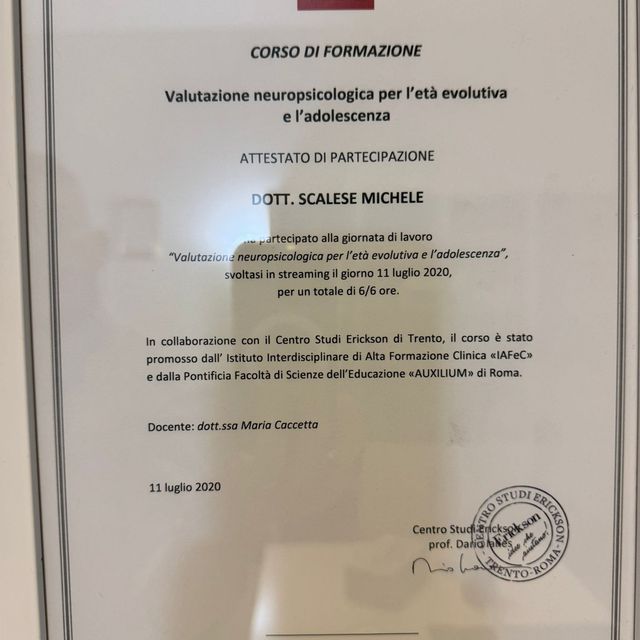 CORSO DI FORMAZIONE
Valutazione neuropsicologica per l'età evolutiva
e l'adolescenza
ATTESTATO DI PARTECIPAZIONE
DOTT. SCALESE MICHELE
partecipato alla giornata di lavoro
"Valutazione neuropsicologica per l'età evolutiva e l'adolescenza",
svoltasi in streaming il giorno 11 luglio 2020,
per un totale di 6/6 ore.
In collaborazione con il Centro Studi Erickson di Trento, il corso è stato
promosso dall' Istituto Interdisciplinare di Alta Formazione Clinica «IAFeC»
e dalla Pontificia Facoltà di Scienze dell'Educazione «AUXILIUM» di Roma.
Docente: dott.ssa Maria Caccetta
11 luglio 2020
Centro Studi Erickson
prof. Dario Ianes
CENTRO STUDI ERICKSON
Erickson
idee che
aiutano!
TRENTO-ROMA